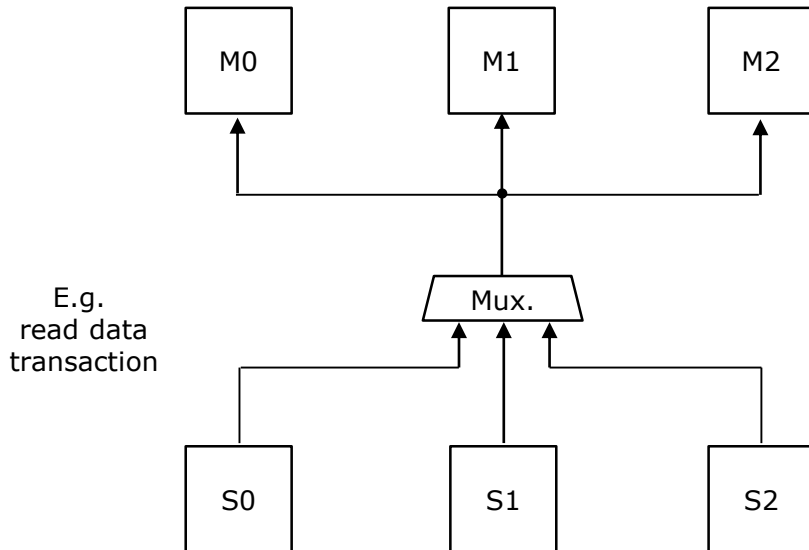 M0
M1
M2
Mux.
E.g.
read data
transaction
S0
S1
S2